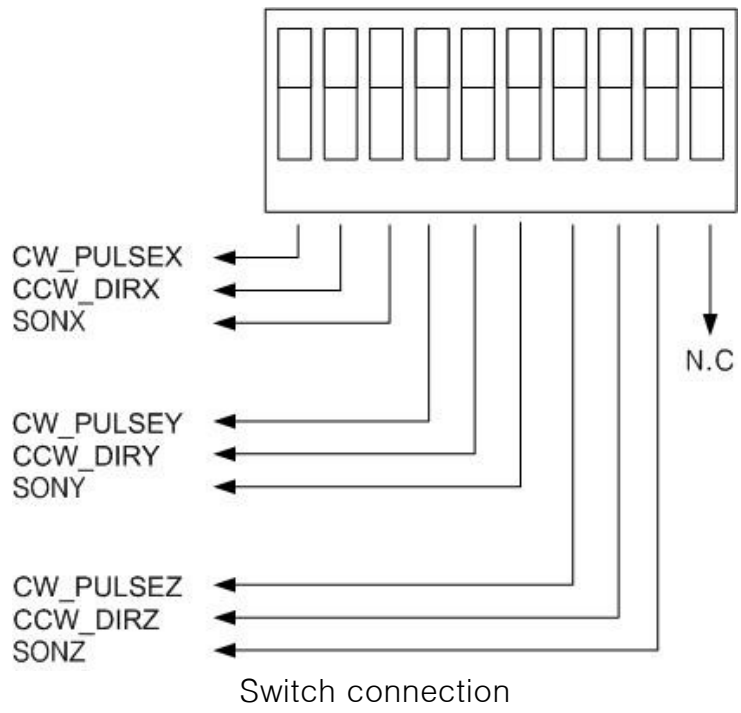 CW_PULSEX
CCW_DIRX
SONX
N.C
CW_PULSEY
CCW_DIRY
SONY
CW_PULSEZ
CCW_DIRZ
SONZ
Switch connection